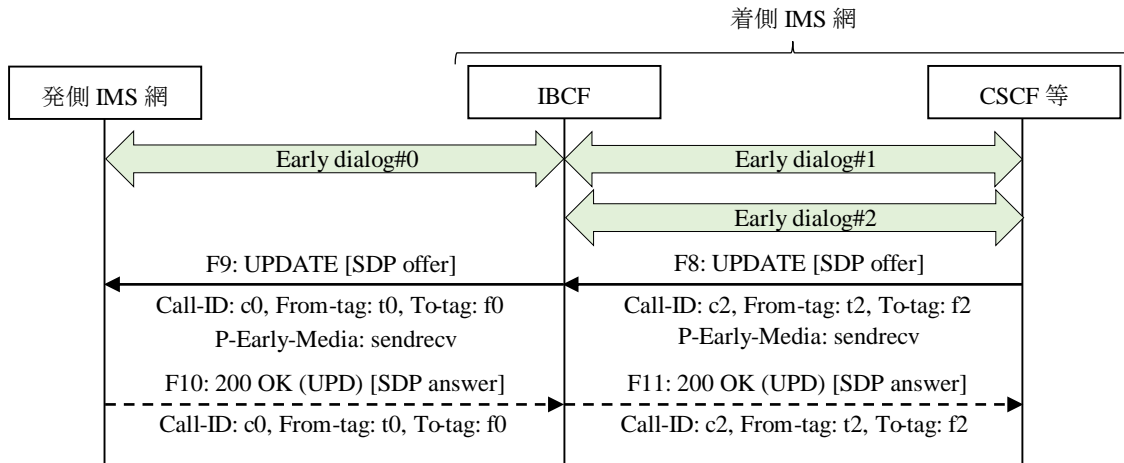 着側 IMS 網
発側 IMS 網
IBCF
CSCF 等
Early dialog#0
Early dialog#1
Early dialog#2
F9: UPDATE [SDP offer]
F8: UPDATE [SDP offer]
Call-ID: c0, From-tag: t0, To-tag: f0
Call-ID: c2, From-tag: t2, To-tag: f2
P-Early-Media: sendrecv
P-Early-Media: sendrecv
F10: 200 OK (UPD) [SDP answer]
F11: 200 OK (UPD) [SDP answer]
Call-ID: c0, From-tag: t0, To-tag: f0
Call-ID: c2, From-tag: t2, To-tag: f2